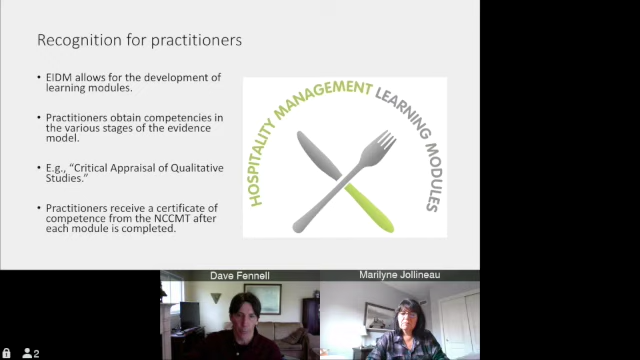 Recognition for practitioners
• EIDM allows for the development of
learning modules.
• Practitioners obtain competencies in
the various stages of the evidence
model.
• E.g., “Critical Appraisal of Qualitative
Studies.”
• Practitioners receive a certificate of
competence from the NCCMT after
each module is completed.
HOSPITALITY MANAGEMENT LEARNING MODULES
Dave Fennell
Marilyne Jollineau
2